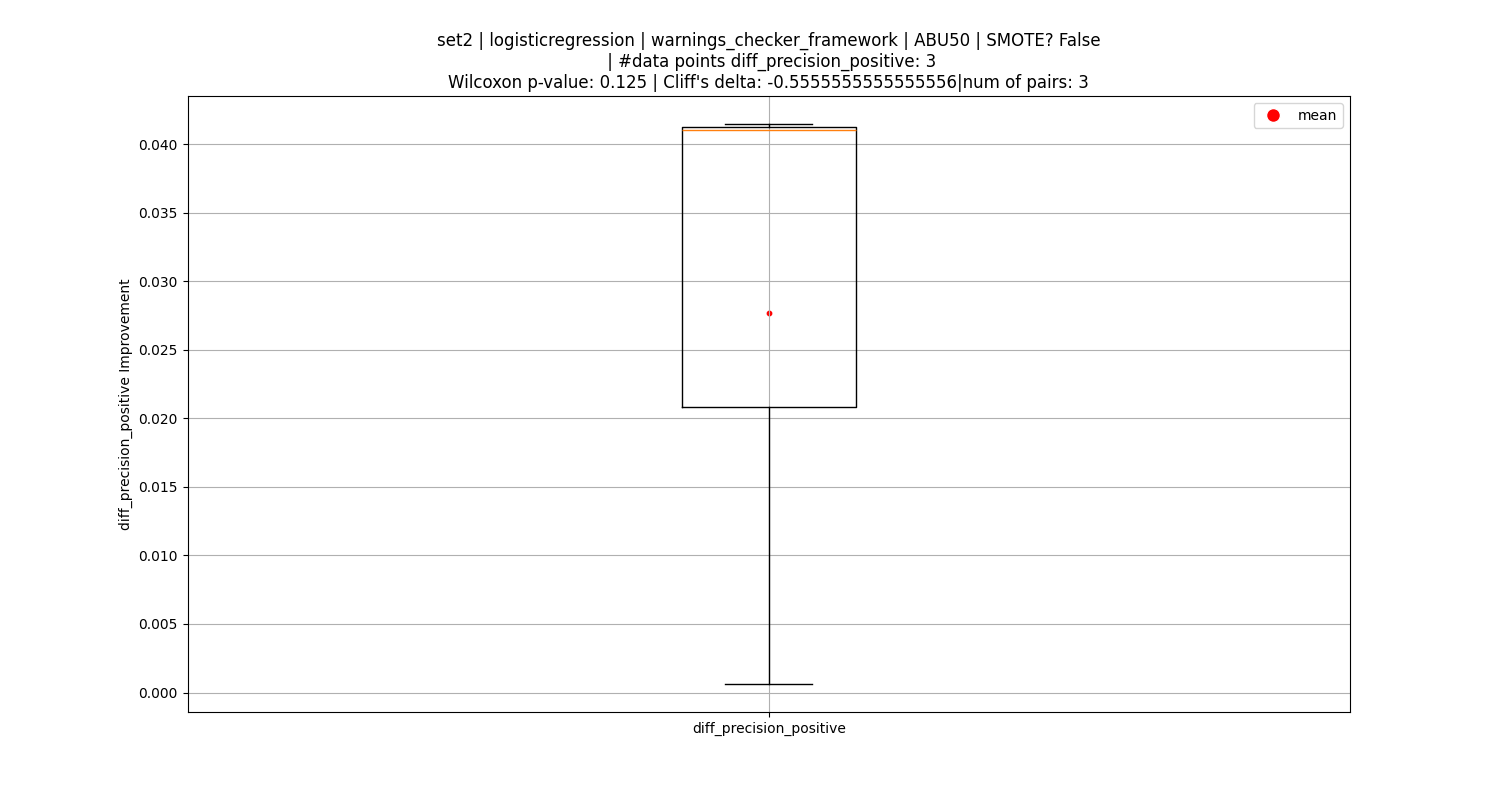 set2 | logisticregression | warnings_checker_framework | ABU50 | SMOTE? False
| #data points diff_precision_positive: 3
Wilcoxon p-value: 0.125 | Cliff's delta: -0.5555555555555556|num of pairs: 3
mean
0.040
0.035
0.030
0.025
0.020
0.015
0.010
0.005
0.000
diff_precision_positive Improvement
diff_precision_positive